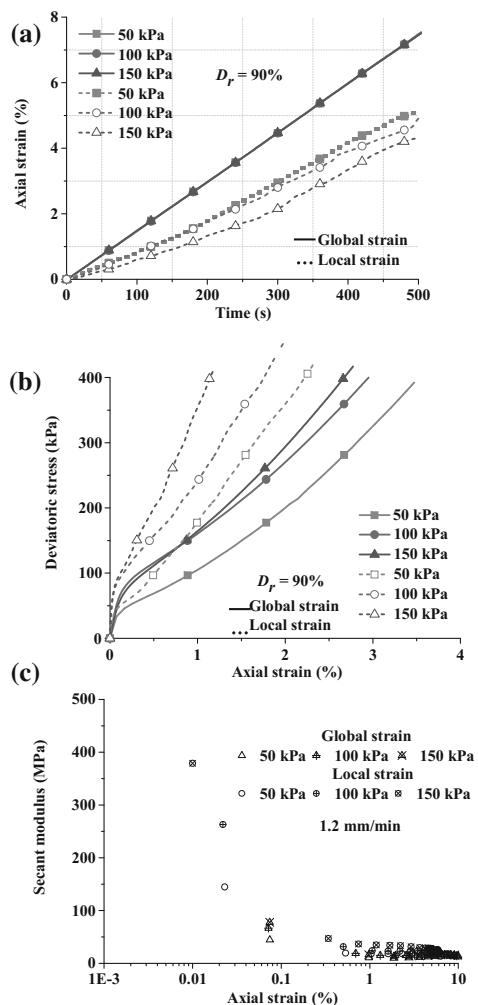 (a)
8
6
4
2
0
Axial strain (%)
50 kPa
100 kPa
150 kPa
50 kPa
100 kPa
150 kPa
Dr = 90%
Global strain
Local strain
0 100 200 300 400 500
Time (s)
(b)
400
300
200
100
0
Deviatoric stress (kPa)
50 kPa
100 kPa
150 kPa
50 kPa
100 kPa
150 kPa
Dr = 90%
Global strain
Local strain
0 1 2 3 4
Axial strain (%)
(c)
500
400
300
200
100
0
Secant modulus (MPa)
Global strain
50 kPa 100 kPa 150 kPa
Local strain
50 kPa 100 kPa 150 kPa
1.2 mm/min
1E-3 0.01 0.1 1 10
Axial strain (%)